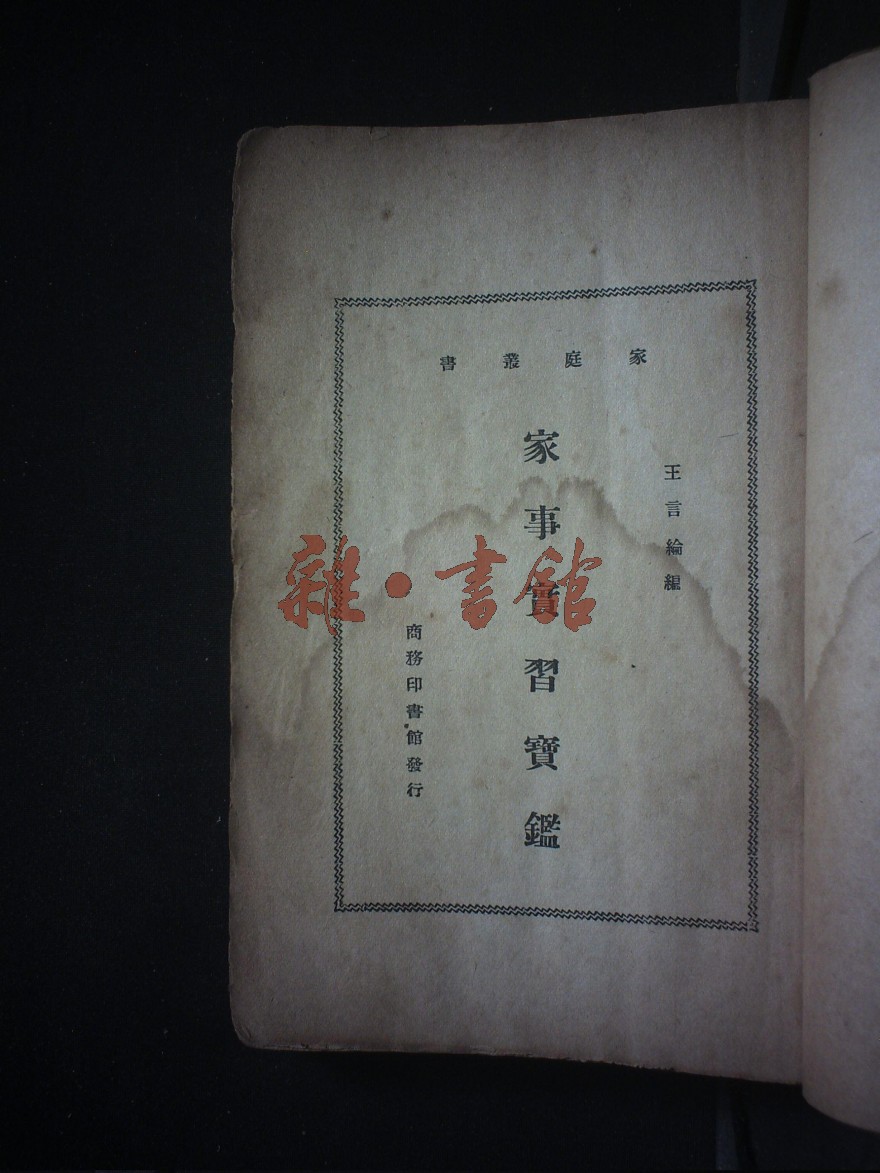 家庭叢書
王言綸編
家事實習寶鑑
商務印書館發行
雜·書館